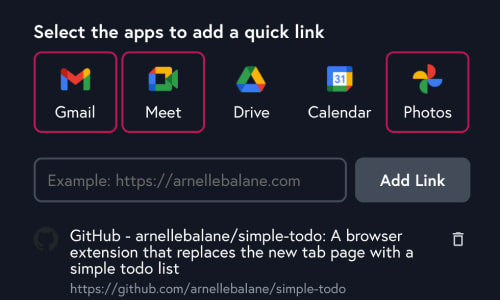 Select the apps to add a quick link
31
Gmail Meet Drive Calendar Photos
Example: https://arnellebalane.com Add Link
GitHub - arnellebalane/simple-todo: A browser
extension that replaces the new tab page with a
simple todo list
https://github.com/arnellebalane/simple-todo